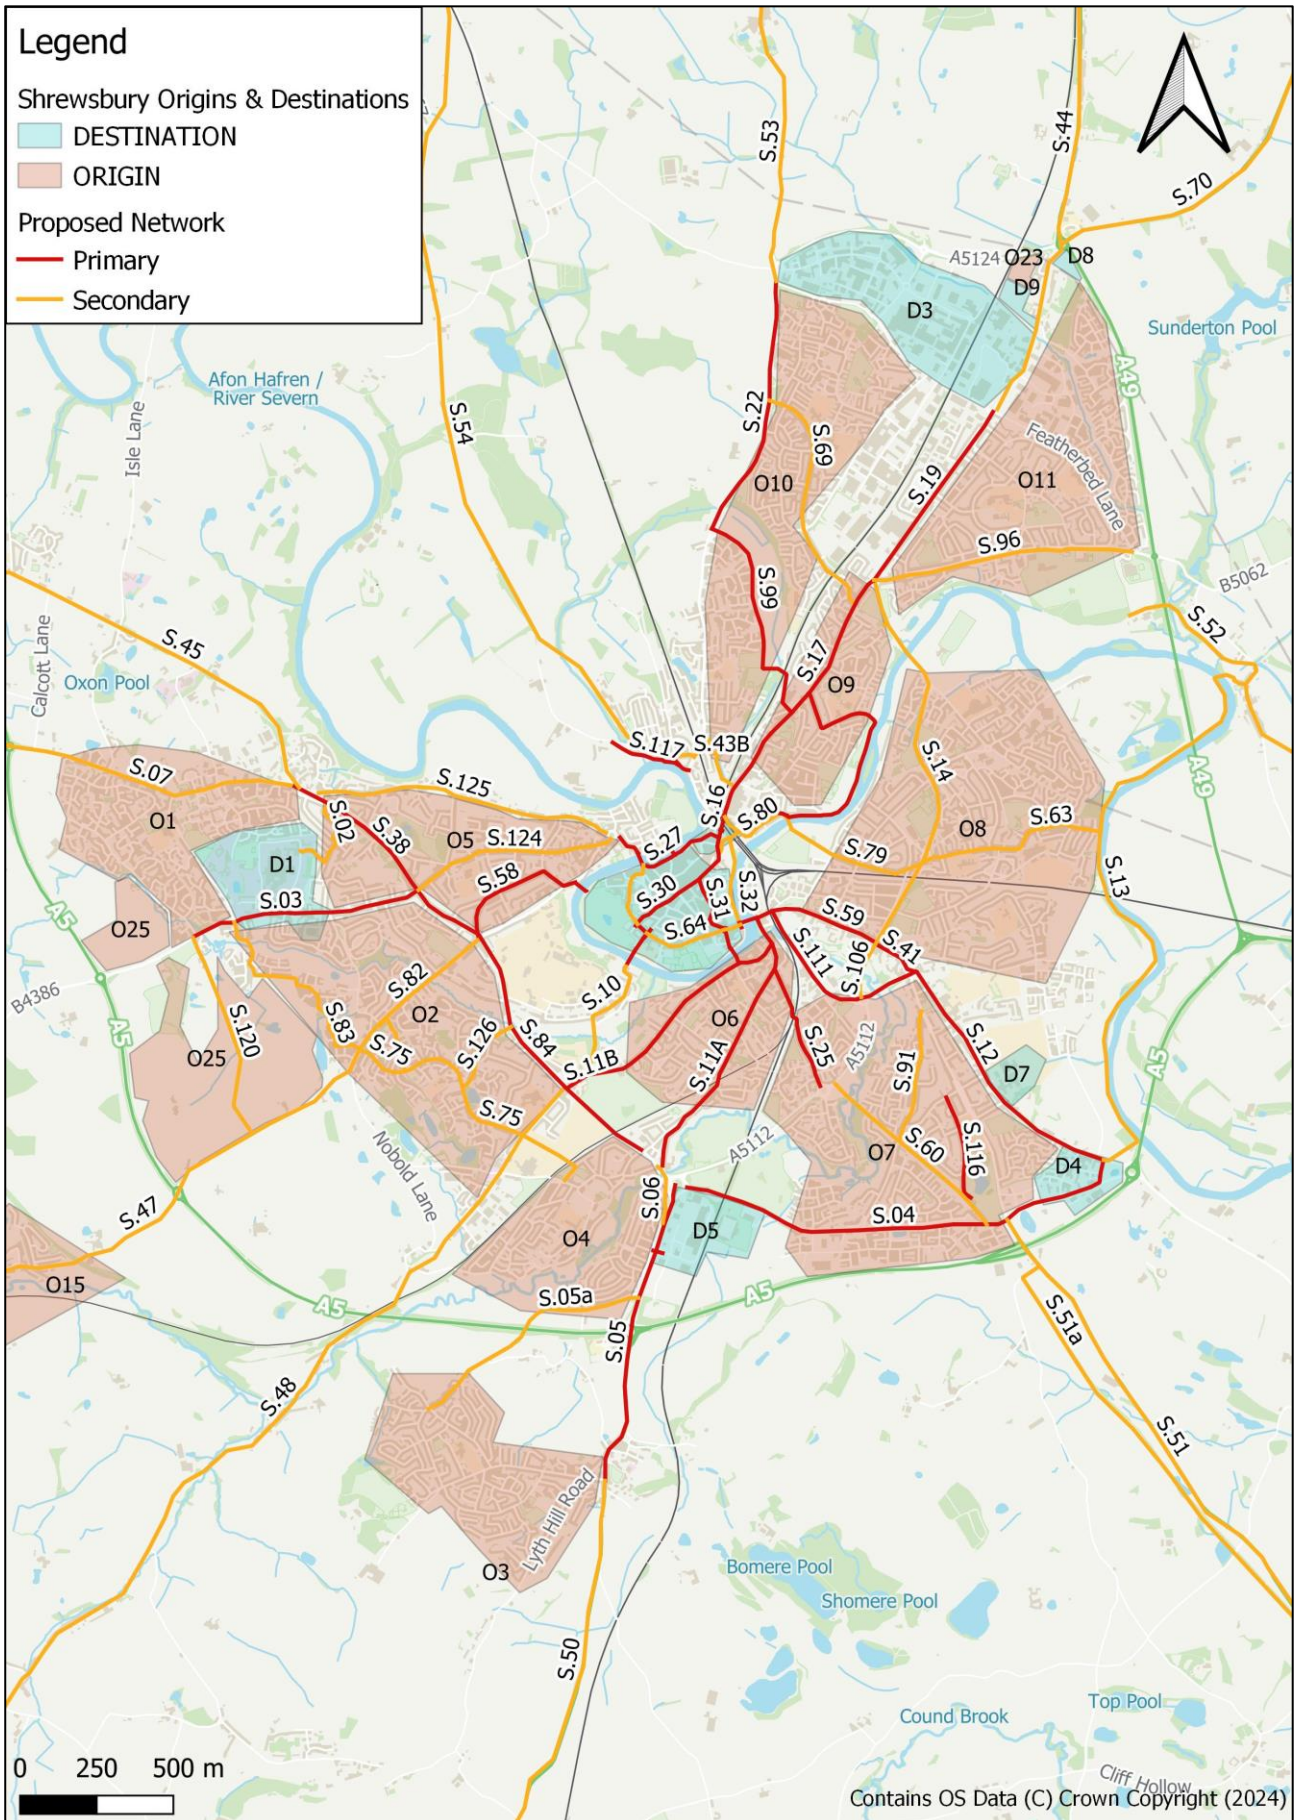 Legend
Shrewsbury Origins & Destinations
DESTINATION
ORIGIN
Proposed Network
Primary
Secondary
S.53
S.44
S.70
A5124
O23
D8
D9
D3
Sunderton Pool
Afon Hafren /
River Severn
A49
Isle Lane
S.54
S.22
S.69
Featherbed Lane
O10
S.19
O11
S.96
B5062
S.69
S.52
Calcott Lane
S.45
Oxon Pool
S.17
O9
S.117
S.43B
S.14
A49
S.07
S.125
O1
S.02
S.38
S.16
S.80
O5
S.124
S.27
O8
S.63
D1
S.79
S.58
S.30
S.31
S.32
S.13
S.03
A5
O25
S.64
S.59
S.41
S.111
S.106
B4386
S.82
S.10
A5
O2
O6
S.120
S.83
S.126
S.84
A5112
S.12
O25
S.75
S.11B
S.11A
S.25
S.91
D7
A5
S.75
Nobold Lane
A5112
O7
S.60
S.116
D4
S.47
S.06
O4
D5
S.04
O15
A5
S.05a
A5
S.05
S.51a
S.48
S.51
Lyth Hill Road
O3
Bomere Pool
Shomere Pool
S.50
Top Pool
Cound Brook
0 250 500 m
Cliff Hollow
Contains OS Data (C) Crown Copyright (2024)